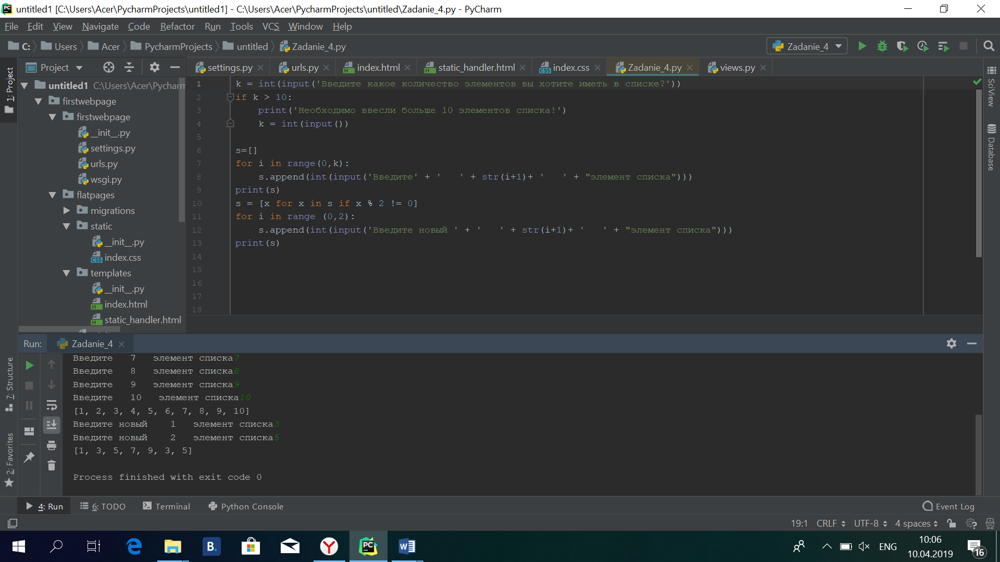 untitled1 [C:\Users\Acer\PycharmProjects\untitled1] - C:\Users\Acer\PycharmProjects\untitled\Zadanie_4.py - PyCharm
File Edit View Navigate Code Refactor Run Tools VCS Window Help
C: Users Acer PycharmProjects untitled Zadanie_4.py Zadanie_4
Project settings.py urls.py index.html static_handler.html index.css Zadanie_4.py views.py
1: Project
untitled1 C:\Users\Acer\Pycharm
firstwebpage
firstwebpage
__init__.py
settings.py
urls.py
wsgi.py
flatpages
migrations
static
__init__.py
index.css
templates
__init__.py
index.html
static_handler.html
1 k = int(input('Введите какое количество элементов вы хотите иметь в списке?'))
2 if k > 10:
3 print('Необходимо ввесли больше 10 элементов списка!')
4 k = int(input())
5
6 s=[]
7 for i in range(0,k):
8 s.append(int(input('Введите' + '   ' + str(i+1)+ '   ' + "элемент списка")))
9 print(s)
10 s = [x for x in s if x % 2 != 0]
11 for i in range (0,2):
12 s.append(int(input('Введите новый ' + '   ' + str(i+1)+ '   ' + "элемент списка")))
13 print(s)
14
15
16
17
18
SciView
Database
Run: Zadanie_4
Введите   7   элемент списка7
Введите   8   элемент списка8
Введите   9   элемент списка9
Введите   10   элемент списка10
[1, 2, 3, 4, 5, 6, 7, 8, 9, 10]
Введите новый    1   элемент списка3
Введите новый    2   элемент списка5
[1, 3, 5, 7, 9, 3, 5]
Process finished with exit code 0
7: Structure
2: Favorites
4: Run 6: TODO Terminal Python Console Event Log
19:1 CRLF UTF-8 4 spaces
B. PC ENG 10:06
10.04.2019 16